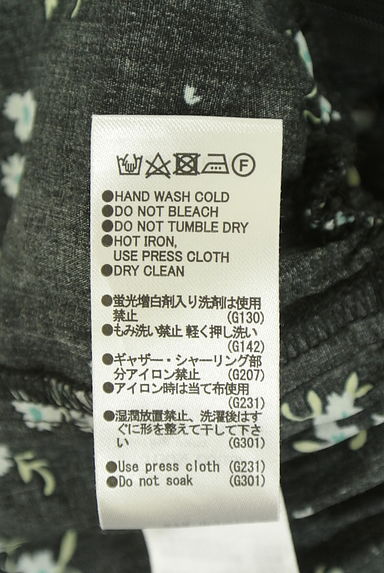 F
●HAND WASH COLD
●DO NOT BLEACH
●DO NOT TUMBLE DRY
●HOT IRON,
USE PRESS CLOTH
●DRY CLEAN
●蛍光増白剤入り洗剤は使用
禁止 (G130)
●もみ洗い禁止 軽く押し洗い
(G142)
●ギャザー・シャーリング部
分アイロン禁止 (G207)
●アイロン時は当て布使用
(G231)
●湿潤放置禁止、洗濯後はす
ぐに形を整えて干して下さ
い (G301)
●Use press cloth (G231)
●Do not soak (G301)